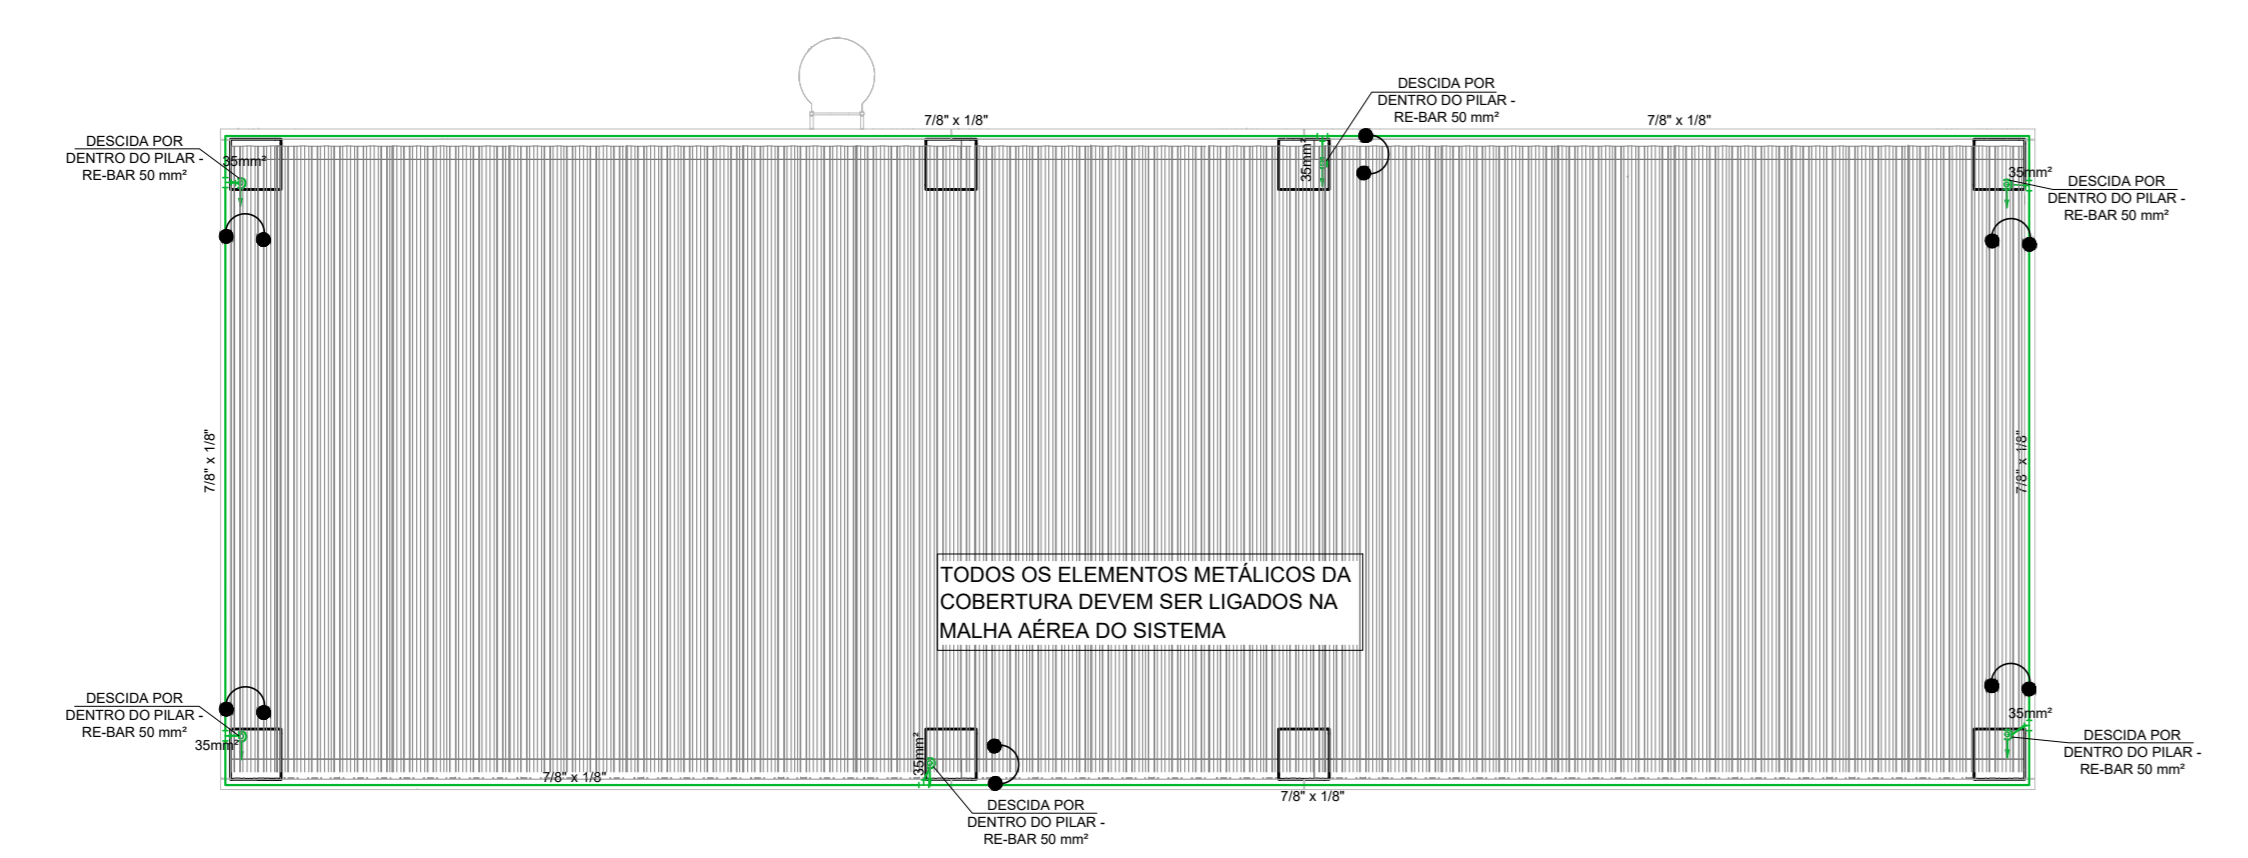 DESCIDA POR
DENTRO DO PILAR -
RE-BAR 50 mm²
7/8" x 1/8"
7/8" x 1/8"
DESCIDA POR
DENTRO DO PILAR -
RE-BAR 50 mm²
35mm²
35mm²
35mm²
DESCIDA POR
DENTRO DO PILAR -
RE-BAR 50 mm²
7/8" x 1/8"
7/8" x 1/8"
TODOS OS ELEMENTOS METÁLICOS DA
COBERTURA DEVEM SER LIGADOS NA
MALHA AÉREA DO SISTEMA
DESCIDA POR
DENTRO DO PILAR -
RE-BAR 50 mm²
35mm²
35mm²
35mm²
DESCIDA POR
DENTRO DO PILAR -
RE-BAR 50 mm²
7/8" x 1/8"
7/8" x 1/8"
DESCIDA POR
DENTRO DO PILAR -
RE-BAR 50 mm²